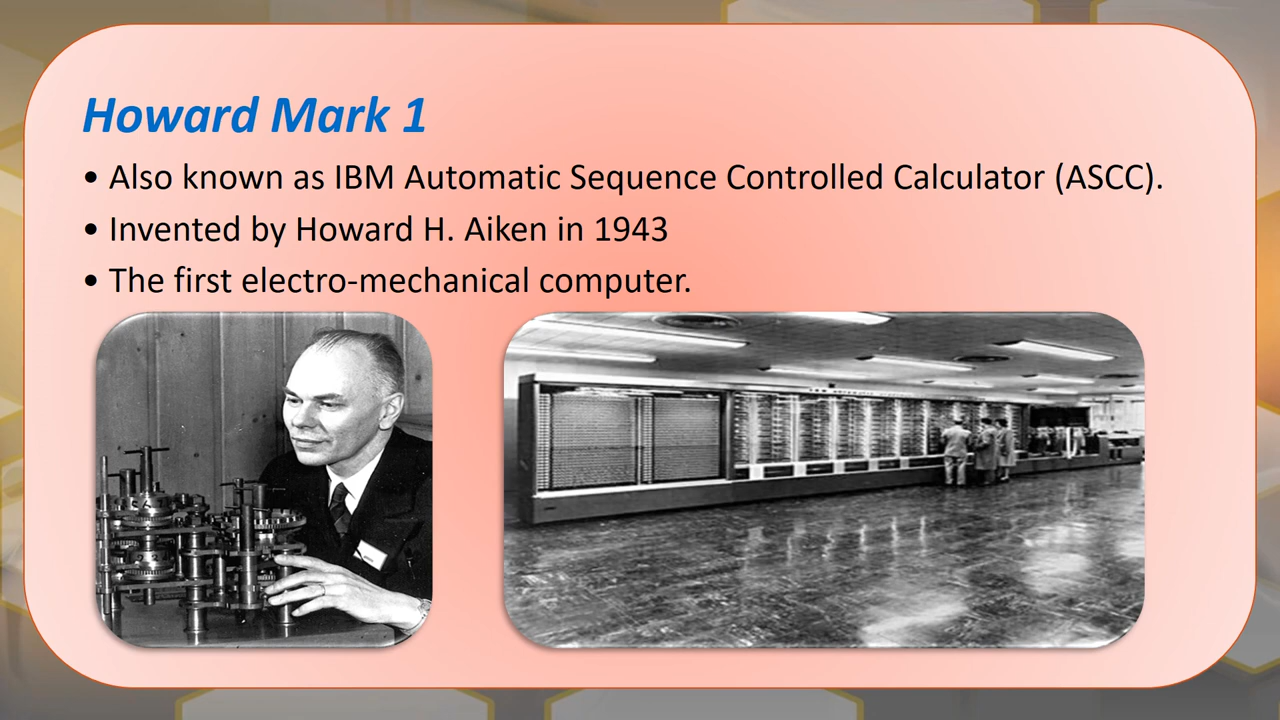 Howard Mark 1
• Also known as IBM Automatic Sequence Controlled Calculator (ASCC).
• Invented by Howard H. Aiken in 1943
• The first electro-mechanical computer.